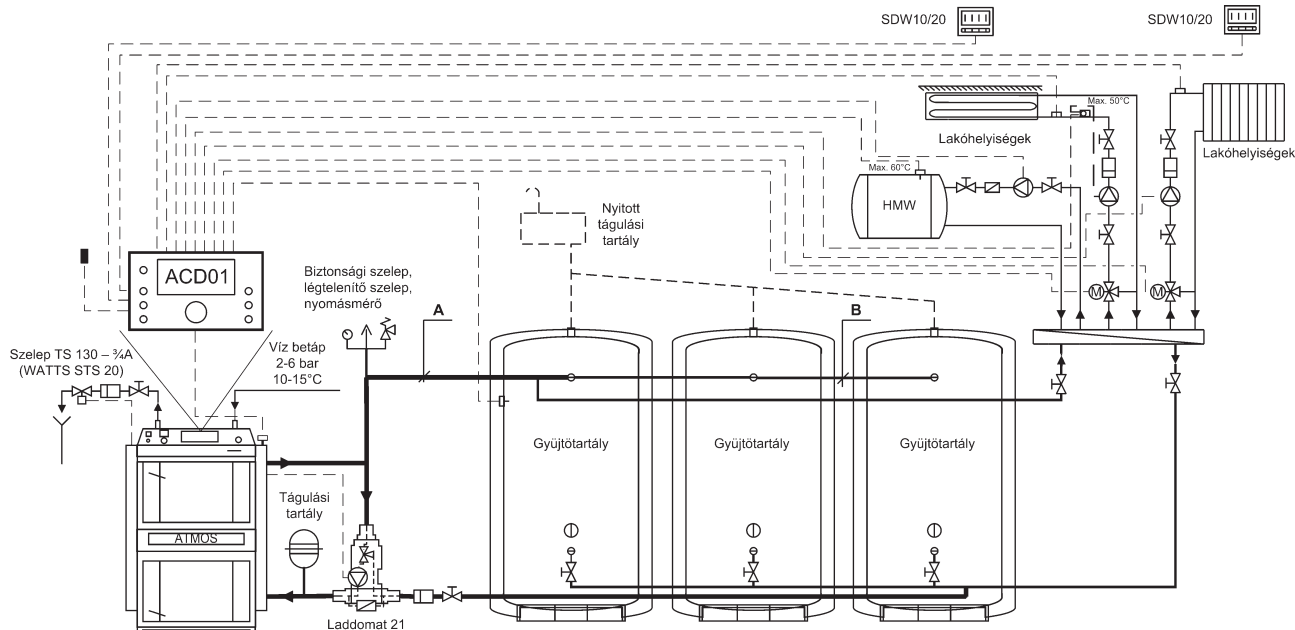 SDW10/20
SDW10/20
Max. 50°C
Lakóhelyiségek
Lakóhelyiségek
Max. 60°C
HMW
Nyitott
tágulási
tartály
ACD01
Biztonsági szelep,
légtelenítő szelep,
nyomásmérő
A
B
M
M
Szelep TS 130 – ¾A
(WATTS STS 20)
Víz betáp
2-6 bar
10-15°C
Gyüjtötartály
Gyüjtötartály
Gyüjtötartály
Tágulási
tartály
ATMOS
Laddomat 21